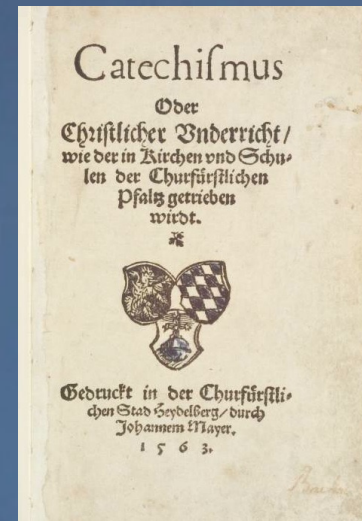 Catechiſmus
Oder
Chriſtlicher Vnderricht/
wie der in Kirchen vnd Schu⸗
len der Churfürſtlichen
Pfaltz getrieben
wirdt.
Gedruckt in der Churfürſtli⸗
chen Stad Heydelberg/ durch
Johannem Mayer.
1 5 6 3.